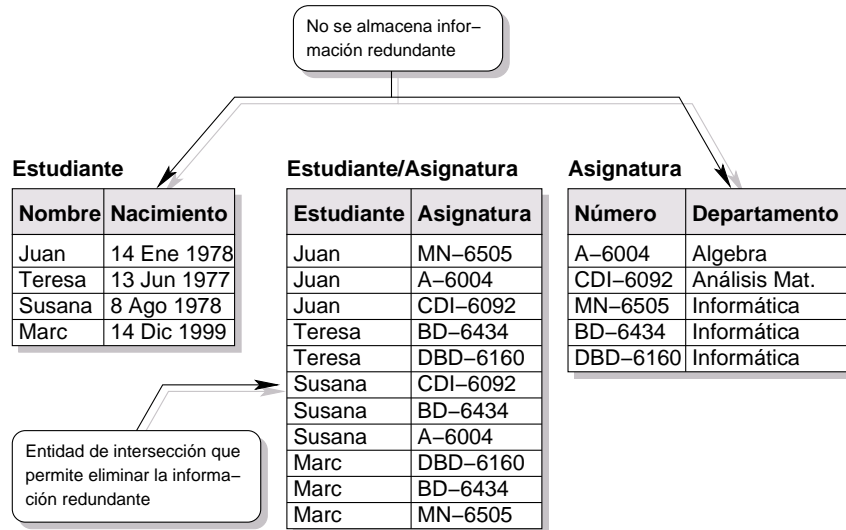 No se almacena infor–
mación redundante
Estudiante
Nombre Nacimiento
Juan 14 Ene 1978
Teresa 13 Jun 1977
Susana 8 Ago 1978
Marc 14 Dic 1999
Estudiante/Asignatura
Estudiante Asignatura
Juan MN–6505
Juan A–6004
Juan CDI–6092
Teresa BD–6434
Teresa DBD–6160
Susana CDI–6092
Susana BD–6434
Susana A–6004
Marc DBD–6160
Marc BD–6434
Marc MN–6505
Asignatura
Número Departamento
A–6004 Algebra
CDI–6092 Análisis Mat.
MN–6505 Informática
BD–6434 Informática
DBD–6160 Informática
Entidad de intersección que
permite eliminar la informa–
ción redundante